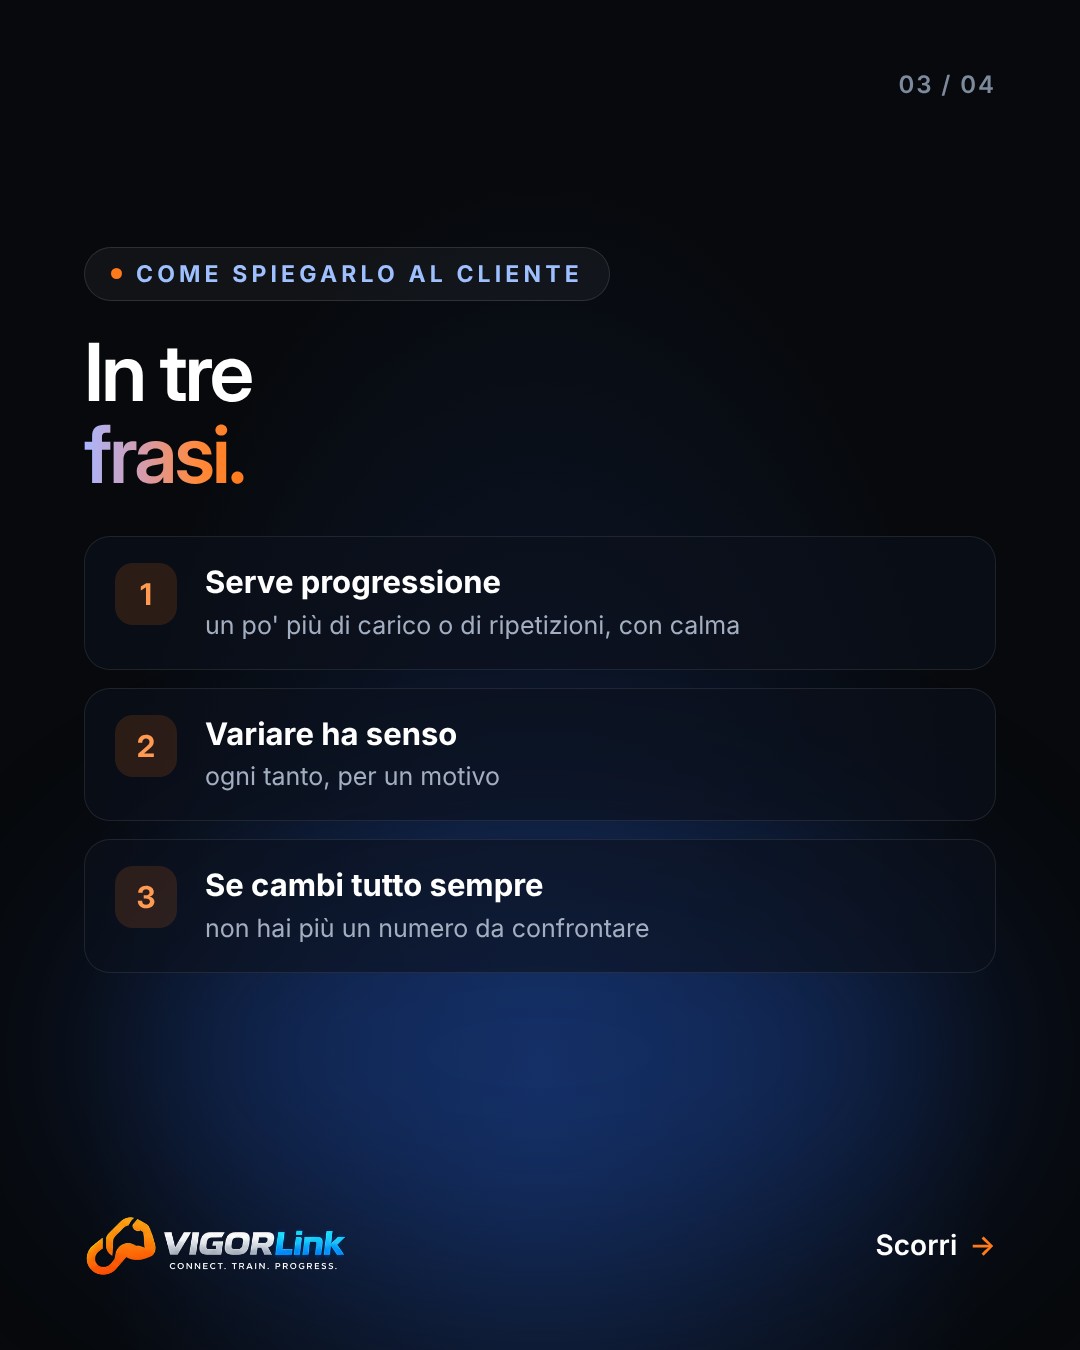 03 / 04
COME SPIEGARLO AL CLIENTE
In tre
frasi.
1
Serve progressione
un po' più di carico o di ripetizioni, con calma
2
Variare ha senso
ogni tanto, per un motivo
3
Se cambi tutto sempre
non hai più un numero da confrontare
VIGORLink
CONNECT. TRAIN. PROGRESS.
Scorri →